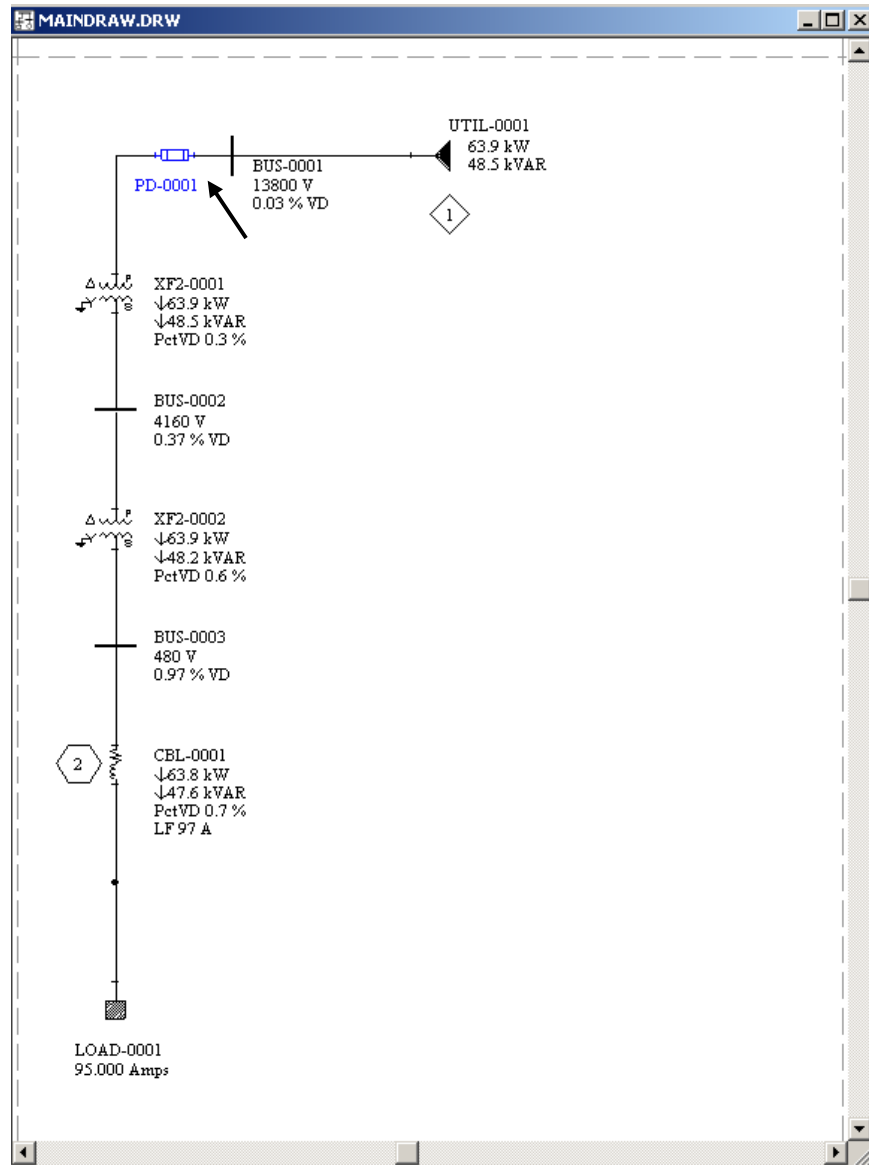 MAINDRAW.DRW
UTIL-0001
63.9 kW
48.5 kVAR
PD-0001
BUS-0001
13800 V
0.03 % VD
1
Δ
P
S
XF2-0001
↓63.9 kW
↓48.5 kVAR
PctVD 0.3 %
BUS-0002
4160 V
0.37 % VD
Δ
P
S
XF2-0002
↓63.9 kW
↓48.2 kVAR
PctVD 0.6 %
BUS-0003
480 V
0.97 % VD
2
CBL-0001
↓63.8 kW
↓47.6 kVAR
PctVD 0.7 %
LF 97 A
LOAD-0001
95.000 Amps